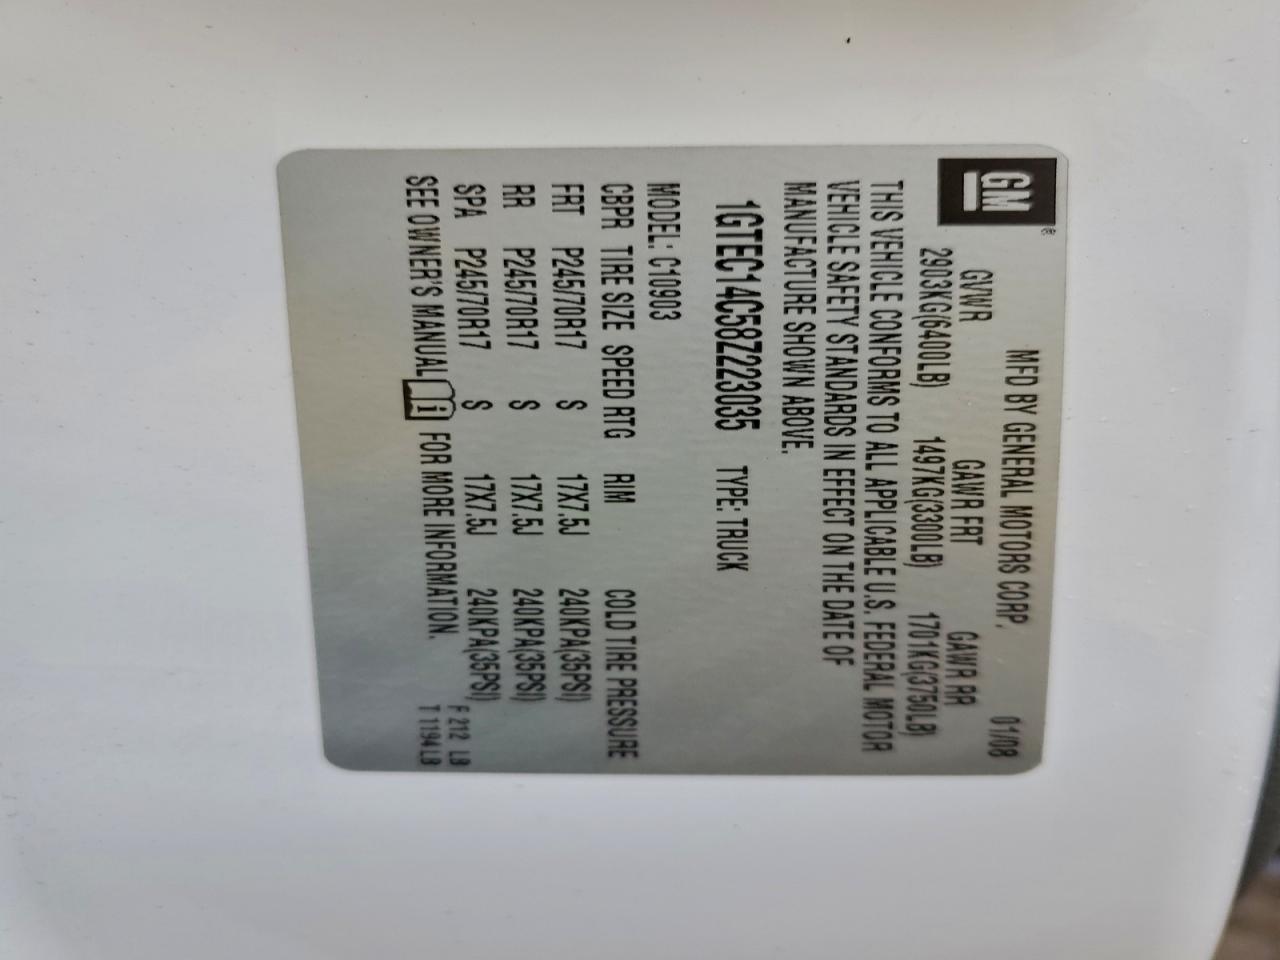 GM®
MFD BY GENERAL MOTORS CORP. 01/08
GVWR GAWR FRT GAWR RR
2903KG(6400LB) 1497KG(3300LB) 1701KG(3750LB)
THIS VEHICLE CONFORMS TO ALL APPLICABLE U.S. FEDERAL MOTOR
VEHICLE SAFETY STANDARDS IN EFFECT ON THE DATE OF
MANUFACTURE SHOWN ABOVE.
1GTEC14C58Z223035 TYPE: TRUCK
MODEL: C10903
CBPR TIRE SIZE SPEED RTG RIM COLD TIRE PRESSURE
FRT P245/70R17 S 17X7.5J 240KPA(35PSI)
RR P245/70R17 S 17X7.5J 240KPA(35PSI)
SPA P245/70R17 S 17X7.5J 240KPA(35PSI)
SEE OWNER'S MANUAL i FOR MORE INFORMATION.
F 212 LB
T 1194 LB